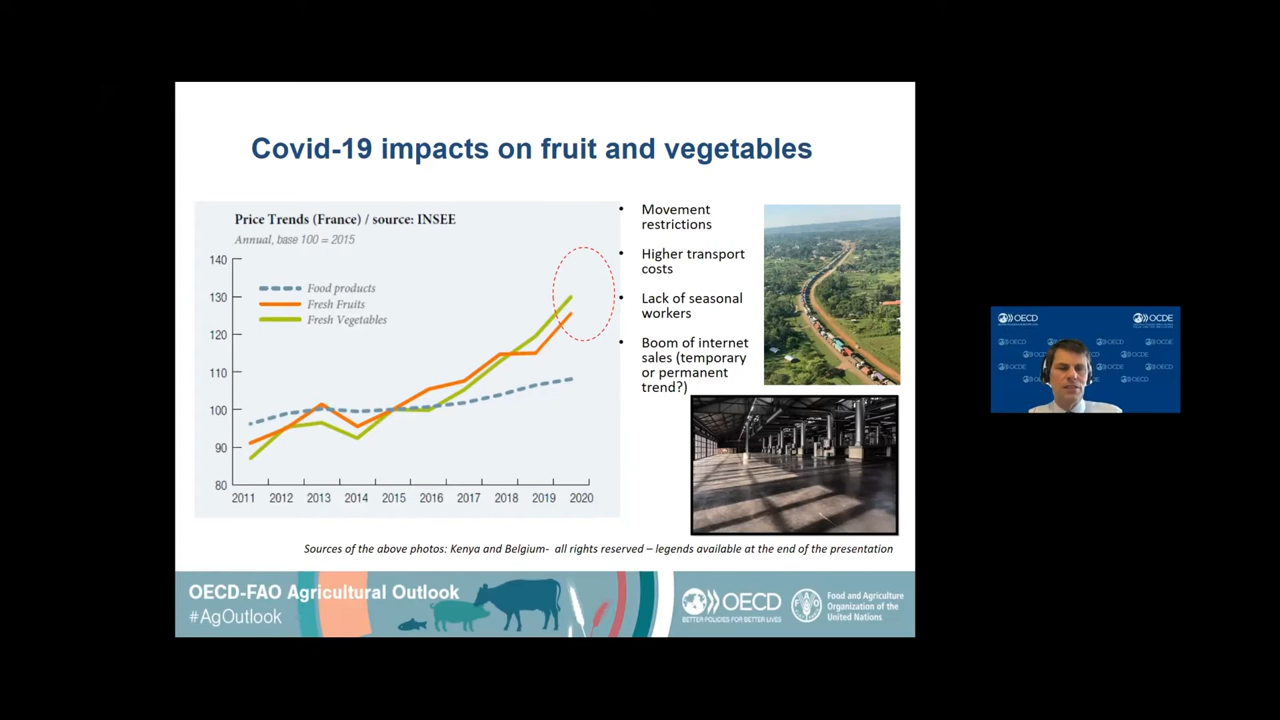 Covid-19 impacts on fruit and vegetables
Price Trends (France) / source: INSEE
Annual, base 100 = 2015
140
130
120
110
100
90
80
Food products
Fresh Fruits
Fresh Vegetables
2011 2012 2013 2014 2015 2016 2017 2018 2019 2020
• Movement
restrictions
• Higher transport
costs
• Lack of seasonal
workers
• Boom of internet
sales (temporary
or permanent
trend?)
Sources of the above photos: Kenya and Belgium- all rights reserved – legends available at the end of the presentation
OECD-FAO Agricultural Outlook
#AgOutlook
OECD
BETTER POLICIES FOR BETTER LIVES
Food and Agriculture
Organization of the
United Nations
OECD
OCDE